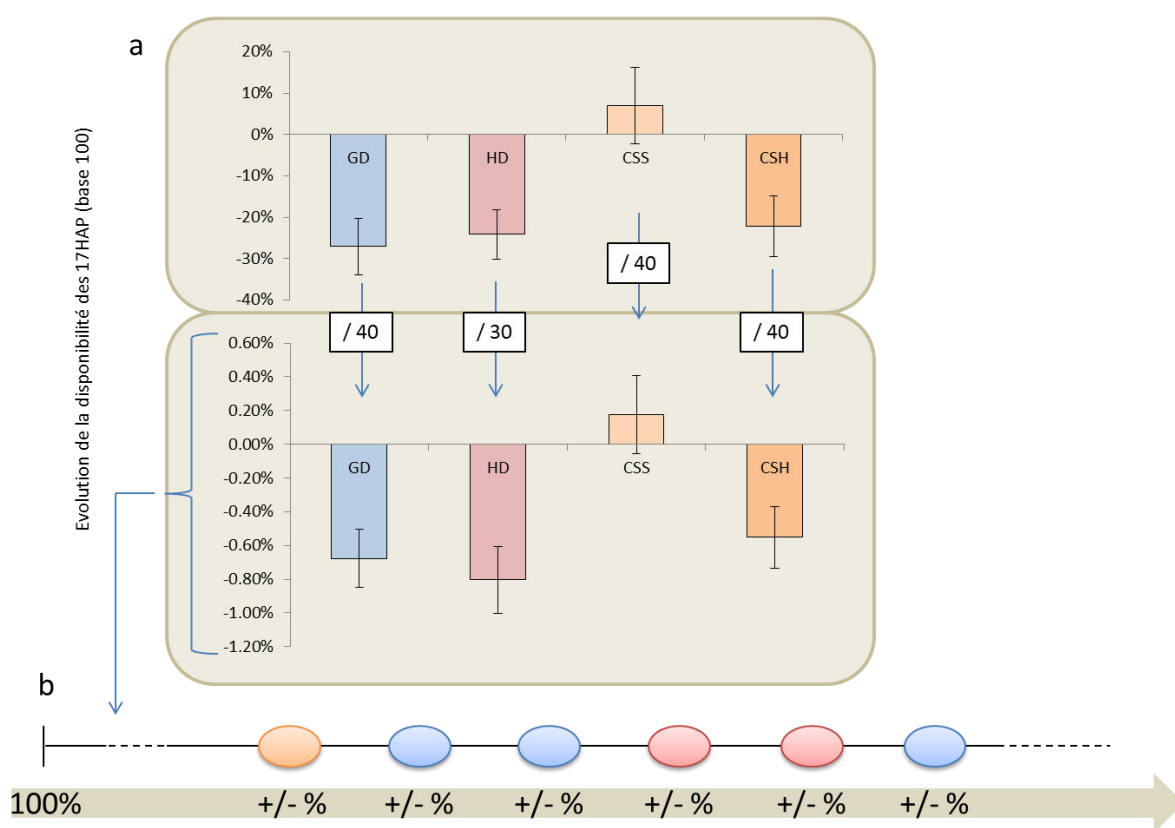 a
Evolution de la disponibilité des 17HAP (base 100)
20%
10%
0%
-10%
-20%
-30%
-40%
GD
HD
CSS
CSH
/ 40
/ 30
/ 40
/ 40
0.60%
0.40%
0.20%
0.00%
-0.20%
-0.40%
-0.60%
-0.80%
-1.00%
-1.20%
GD
HD
CSS
CSH
b
100%
+/- %
+/- %
+/- %
+/- %
+/- %
+/- %